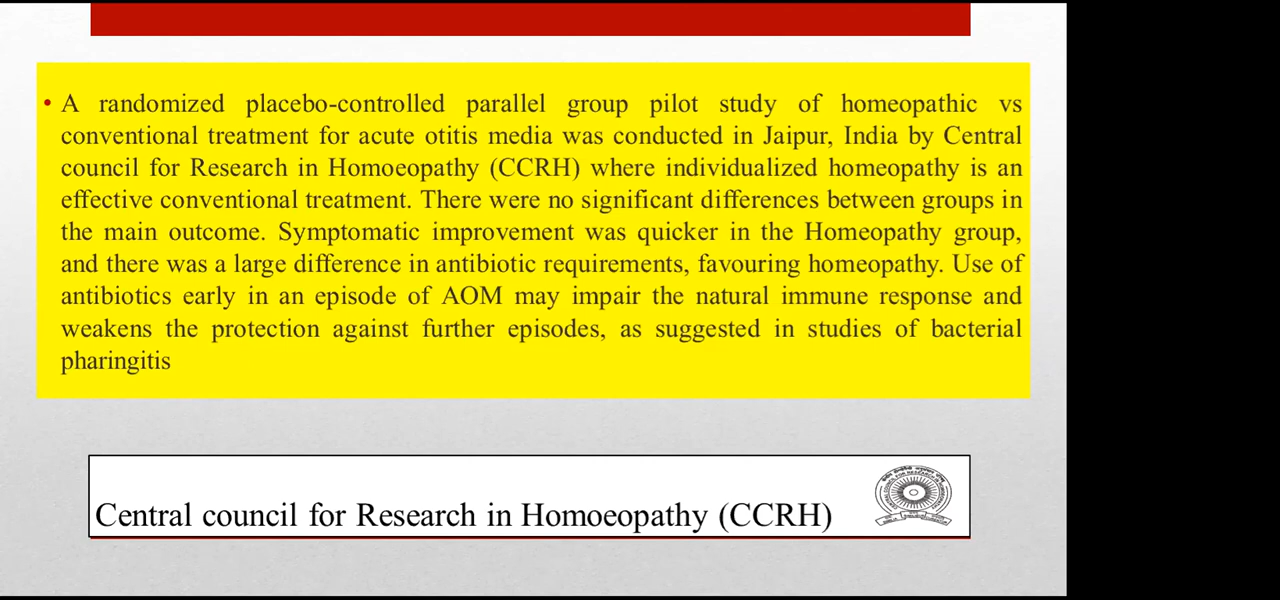 • A randomized placebo-controlled parallel group pilot study of homeopathic vs
conventional treatment for acute otitis media was conducted in Jaipur, India by Central
council for Research in Homoeopathy (CCRH) where individualized homeopathy is an
effective conventional treatment. There were no significant differences between groups in
the main outcome. Symptomatic improvement was quicker in the Homeopathy group,
and there was a large difference in antibiotic requirements, favouring homeopathy. Use of
antibiotics early in an episode of AOM may impair the natural immune response and
weakens the protection against further episodes, as suggested in studies of bacterial
pharingitis
Central council for Research in Homoeopathy (CCRH)